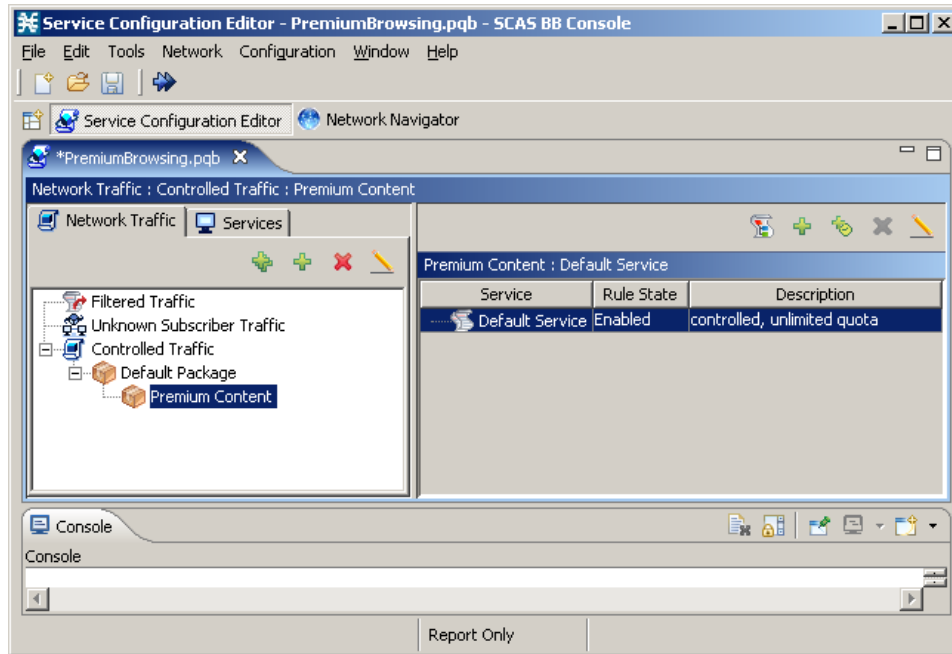 Service Configuration Editor - PremiumBrowsing.pqb - SCAS BB Console
File Edit Tools Network Configuration Window Help
Service Configuration Editor Network Navigator
*PremiumBrowsing.pqb
Network Traffic : Controlled Traffic : Premium Content
Network Traffic Services
Premium Content : Default Service
Service Rule State Description
Default Service Enabled controlled, unlimited quota
Filtered Traffic
Unknown Subscriber Traffic
Controlled Traffic
Default Package
Premium Content
Console
Console
Report Only